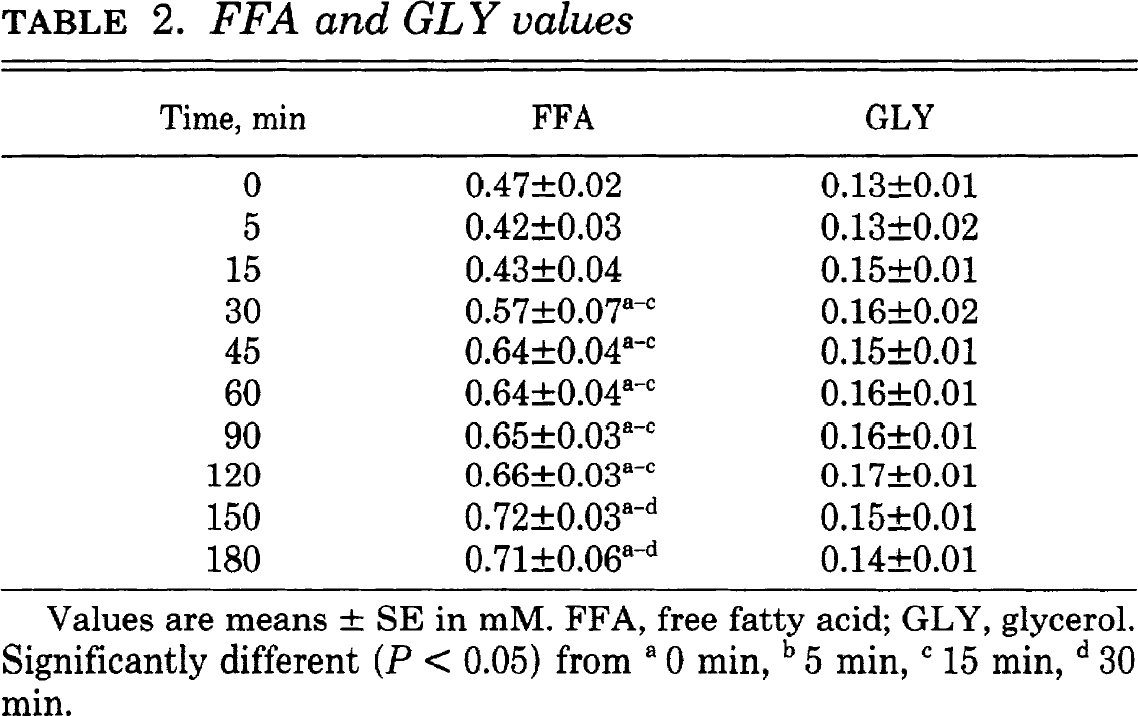 TABLE 2. FFA and GLY values
Time, min FFA GLY
0 0.47±0.02 0.13±0.01
5 0.42±0.03 0.13±0.02
15 0.43±0.04 0.15±0.01
30 0.57±0.07a-c 0.16±0.02
45 0.64±0.04a-c 0.15±0.01
60 0.64±0.04a-c 0.16±0.01
90 0.65±0.03a-c 0.16±0.01
120 0.66±0.03a-c 0.17±0.01
150 0.72±0.03a-d 0.15±0.01
180 0.71±0.06a-d 0.14±0.01
Values are means ± SE in mM. FFA, free fatty acid; GLY, glycerol.
Significantly different (P < 0.05) from a 0 min, b 5 min, c 15 min, d 30
min.